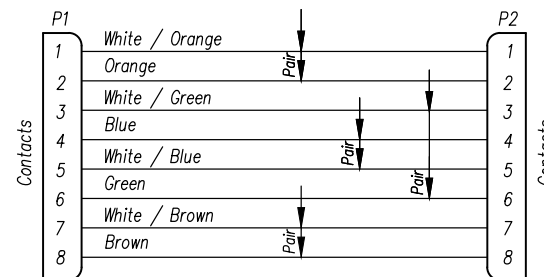 P1 P2
White / Orange
1 1
Orange
Pair
2 2
White / Green
3 3
Blue
4 4
White / Blue
Pair
5 5
Green
Pair
6 6
White / Brown
7 7
Brown
Pair
8 8
Contacts
Contacts